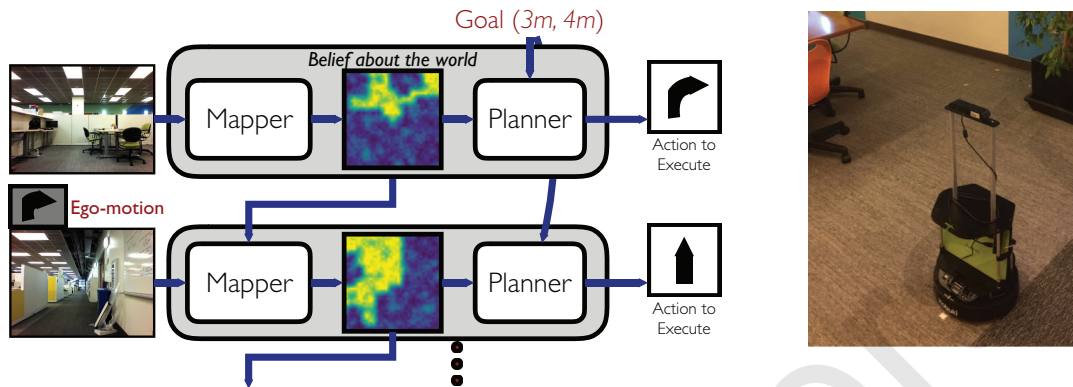 Goal (3m, 4m)
Belief about the world
Mapper
Planner
Action to
Execute
Ego-motion
Mapper
Planner
Action to
Execute